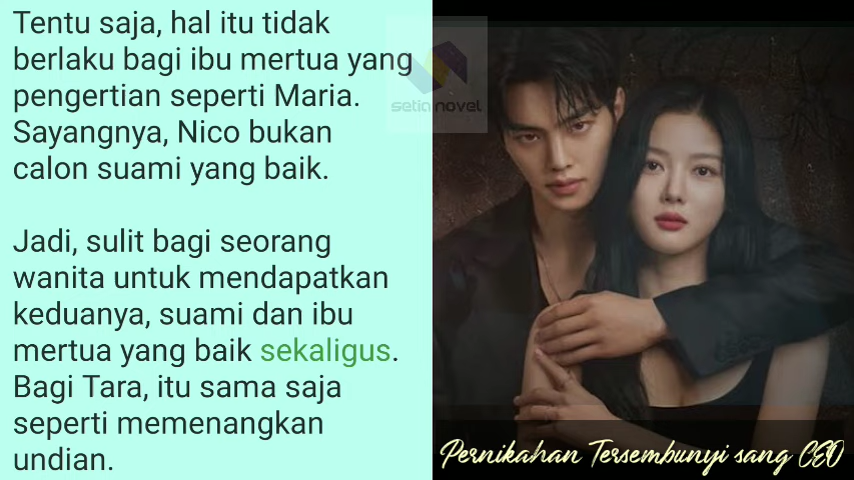 Tentu saja, hal itu tidak
berlaku bagi ibu mertua yang
pengertian seperti Maria.
Sayangnya, Nico bukan
calon suami yang baik.
Jadi, sulit bagi seorang
wanita untuk mendapatkan
keduanya, suami dan ibu
mertua yang baik sekaligus.
Bagi Tara, itu sama saja
seperti memenangkan
undian.
setia novel
Pernikahan Tersembunyi sang CEO